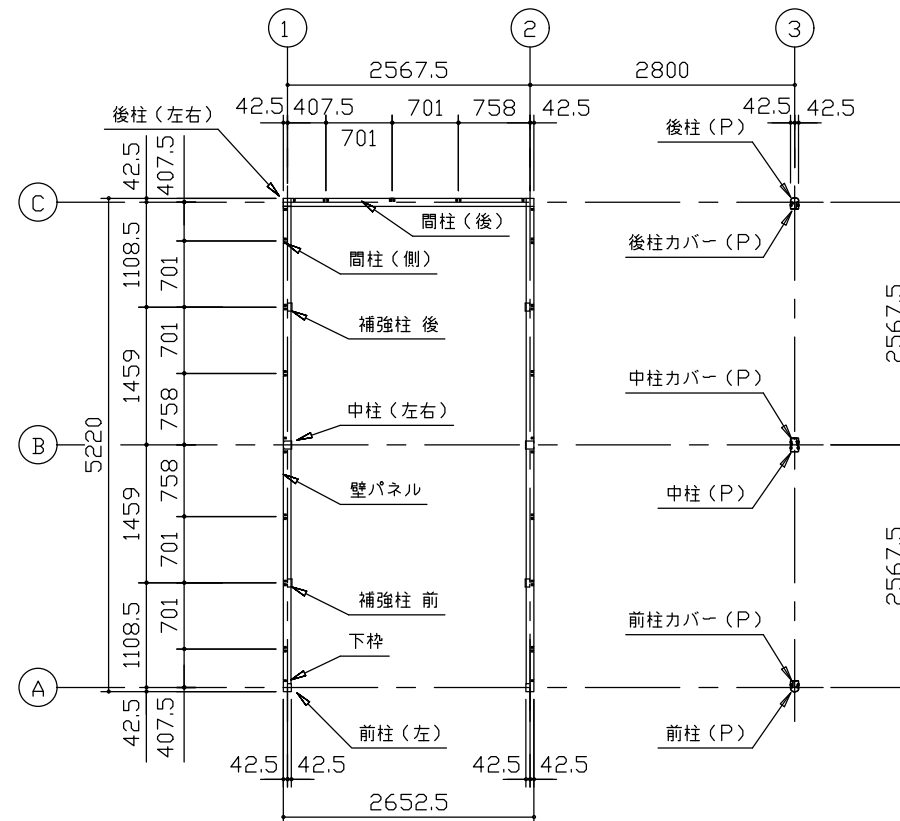 1
2
3
2567.5
2800
42.5
407.5
701
758
42.5
42.5
42.5
701
後柱（左右）
後柱（P）
C
42.5
407.5
間柱（後）
後柱カバー（P）
間柱（側）
1108.5
701
補強柱 後
2567.5
701
1459
758
中柱カバー（P）
中柱（左右）
B
5220
壁パネル
中柱（P）
758
1459
701
2567.5
補強柱 前
前柱カバー（P）
701
1108.5
下枠
A
前柱（左）
前柱（P）
42.5
407.5
42.5
42.5
42.5
42.5
2652.5